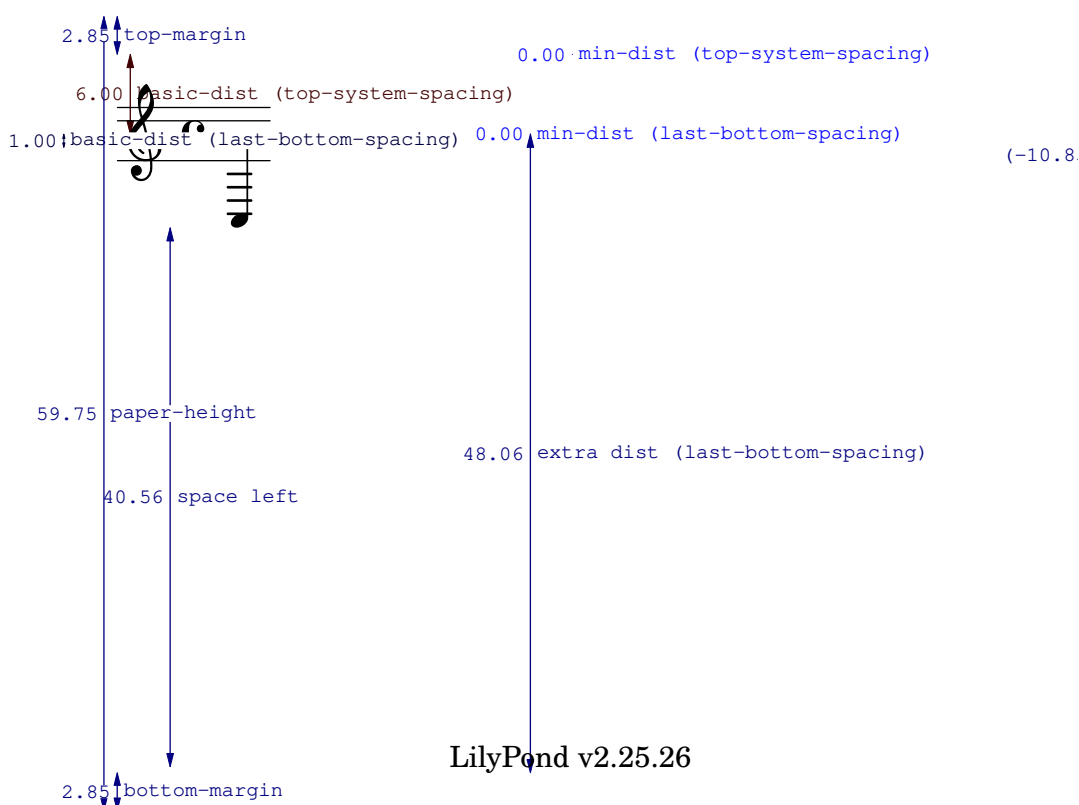 2.85 top-margin
0.00 min-dist (top-system-spacing)
6.00 basic-dist (top-system-spacing)
0.00 min-dist (last-bottom-spacing)
1.00 basic-dist (last-bottom-spacing)
(-10.8
59.75 paper-height
48.06 extra dist (last-bottom-spacing)
40.56 space left
LilyPond v2.25.26
2.85 bottom-margin